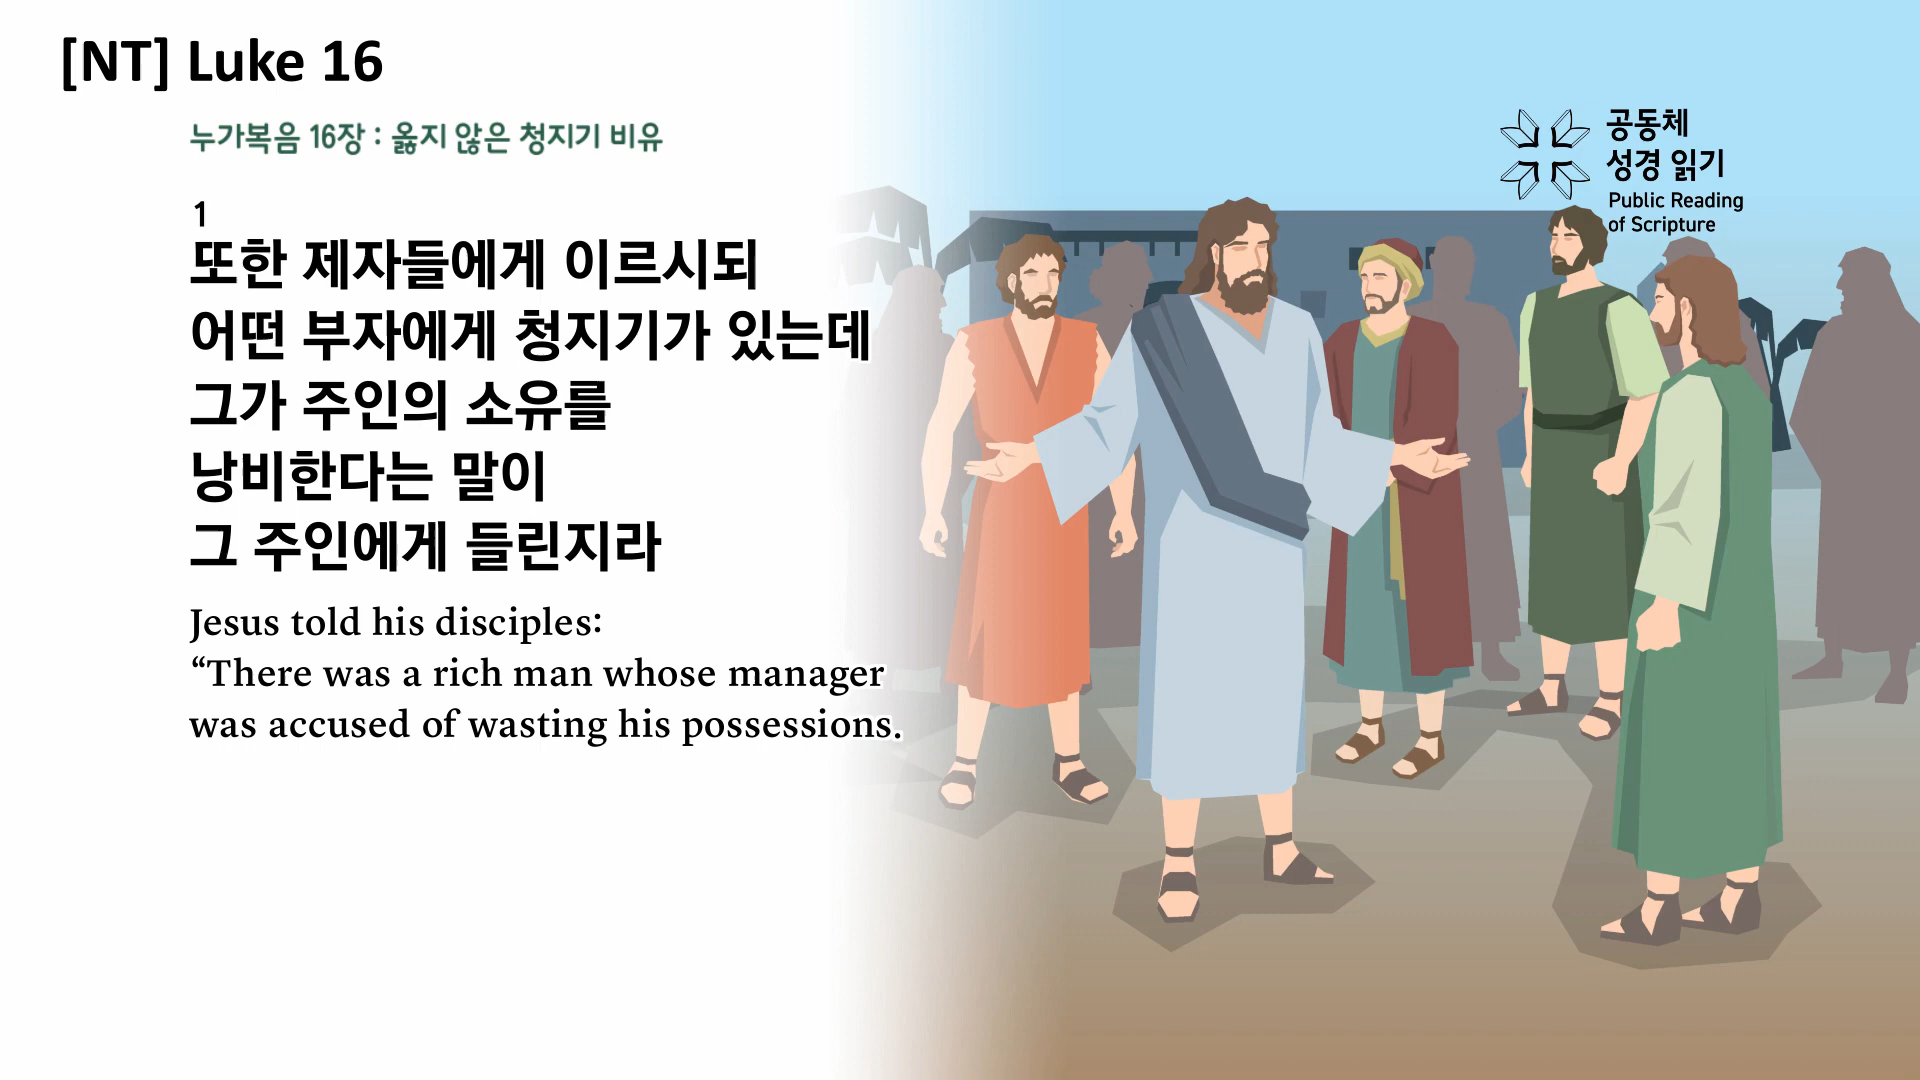 [NT] Luke 16
누가복음 16장 : 옳지 않은 청지기 비유
1
또한 제자들에게 이르시되
어떤 부자에게 청지기가 있는데
그가 주인의 소유를
낭비한다는 말이
그 주인에게 들린지라
Jesus told his disciples:
“There was a rich man whose manager
was accused of wasting his possessions.
공동체
성경 읽기
Public Reading
of Scripture